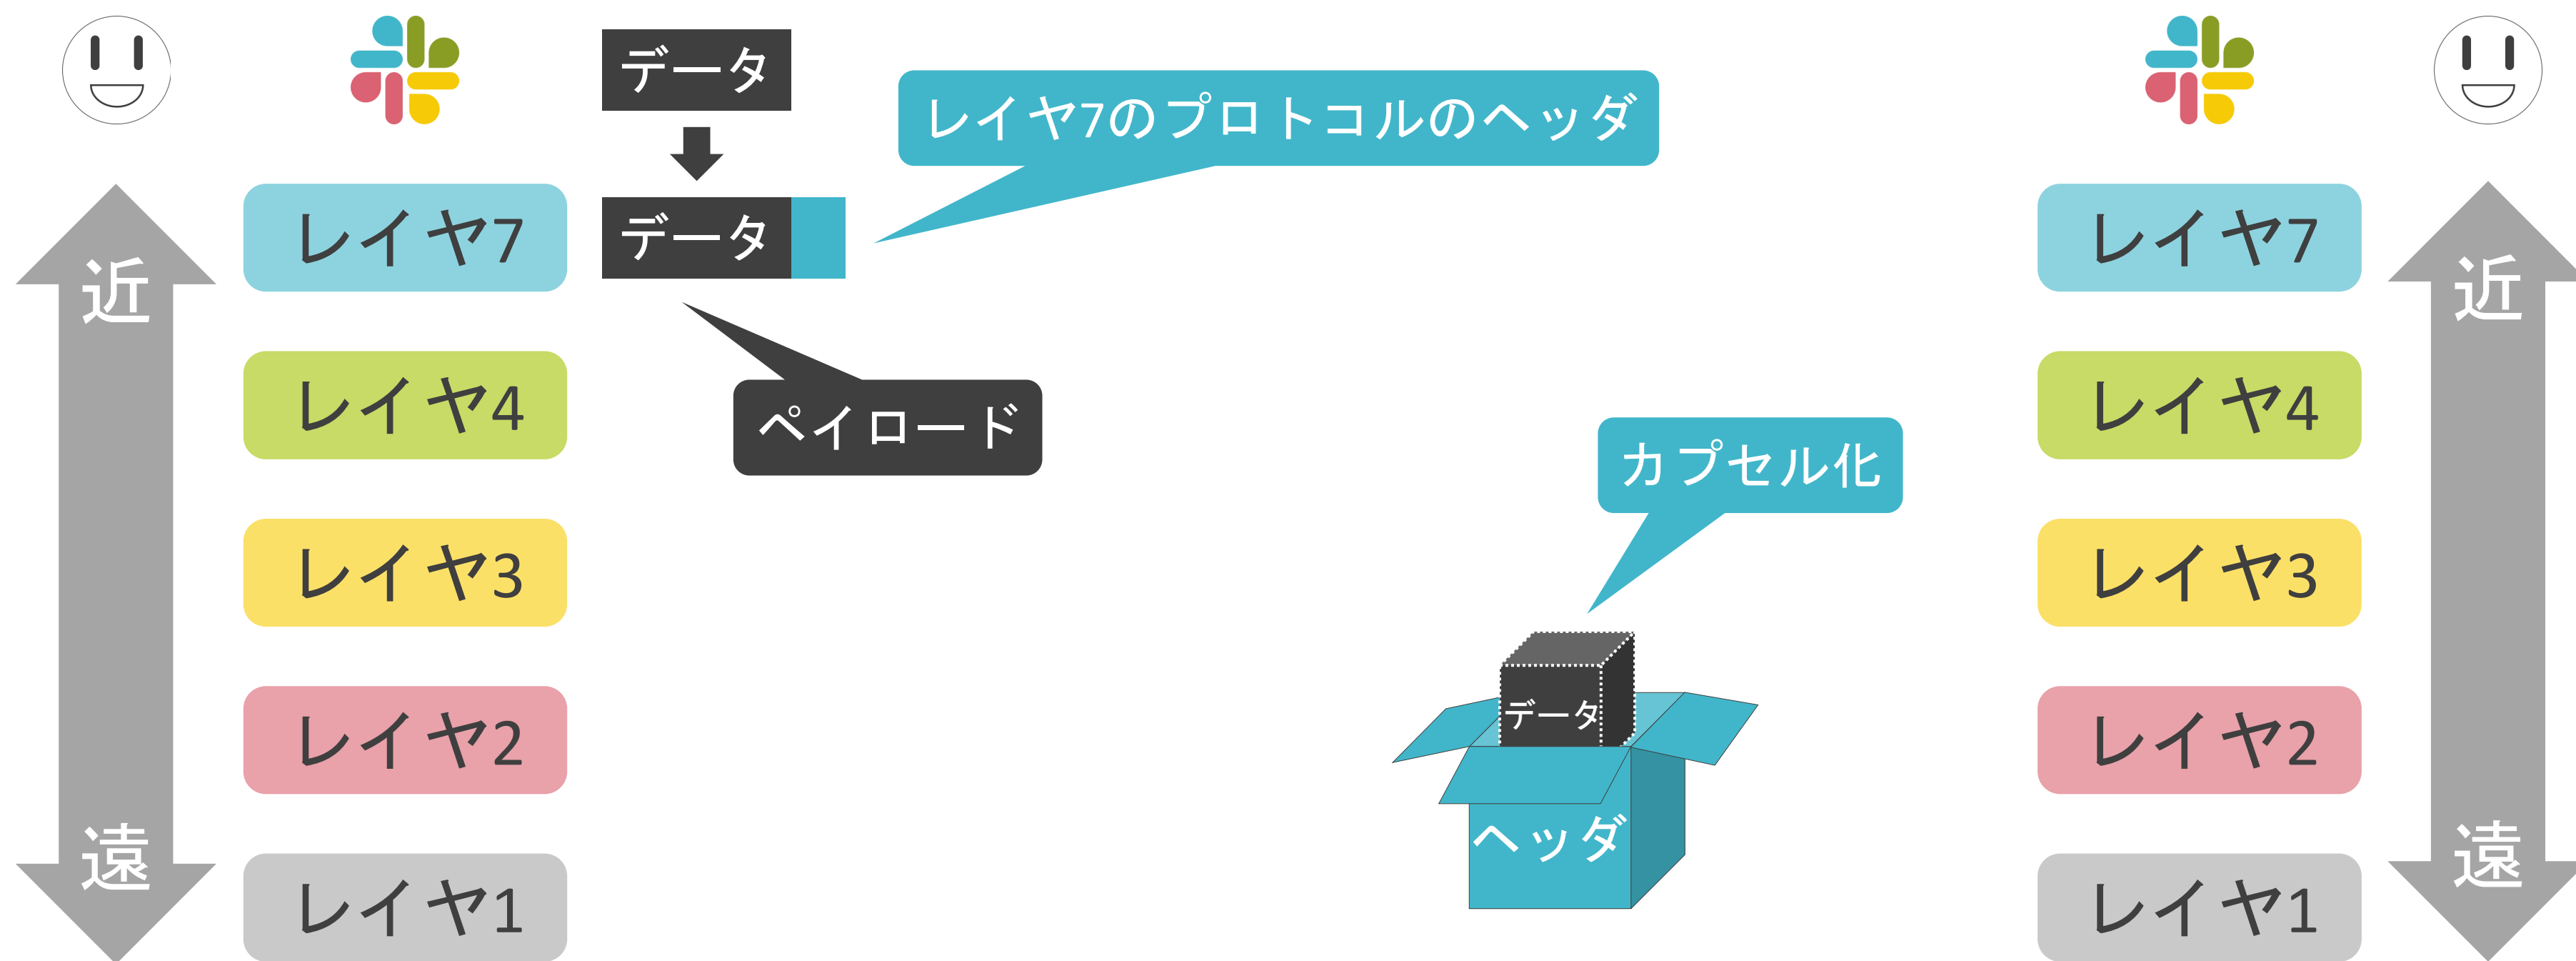 データ
レイヤ7のプロトコルのヘッダ
近
レイヤ7
データ
レイヤ7
近
レイヤ4
ペイロード
カプセル化
レイヤ4
レイヤ3
レイヤ3
レイヤ2
データ
レイヤ2
遠
ヘッダ
遠
レイヤ1
レイヤ1